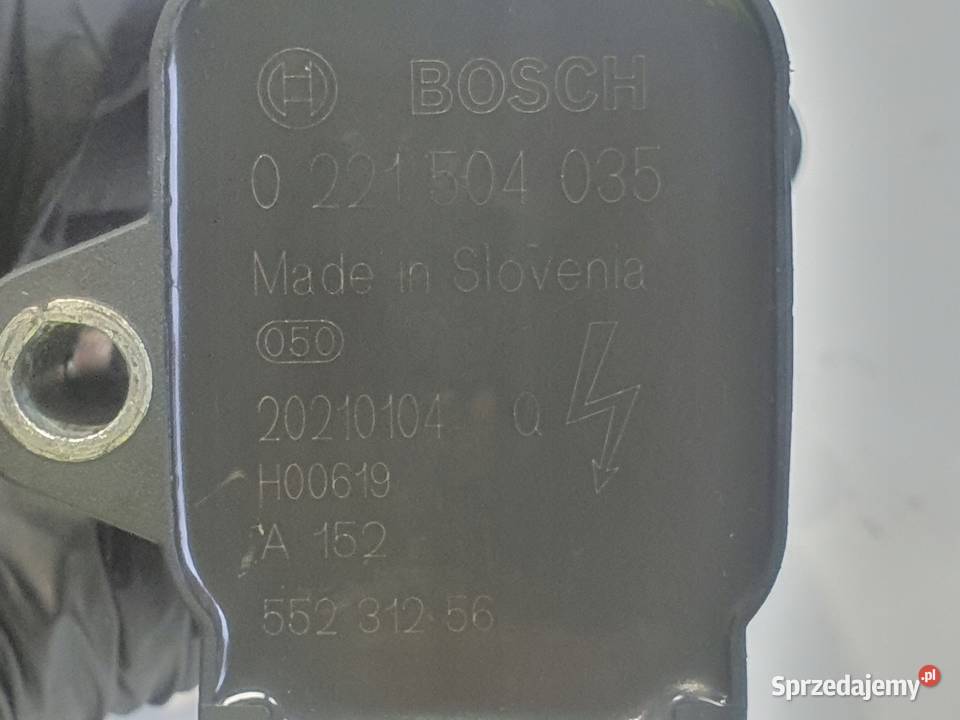 BOSCH
0 221 504 035
Made in Slovenia
050
20210104 Q
H00619
A 152
552 312 56
Sprzedajemy.pl